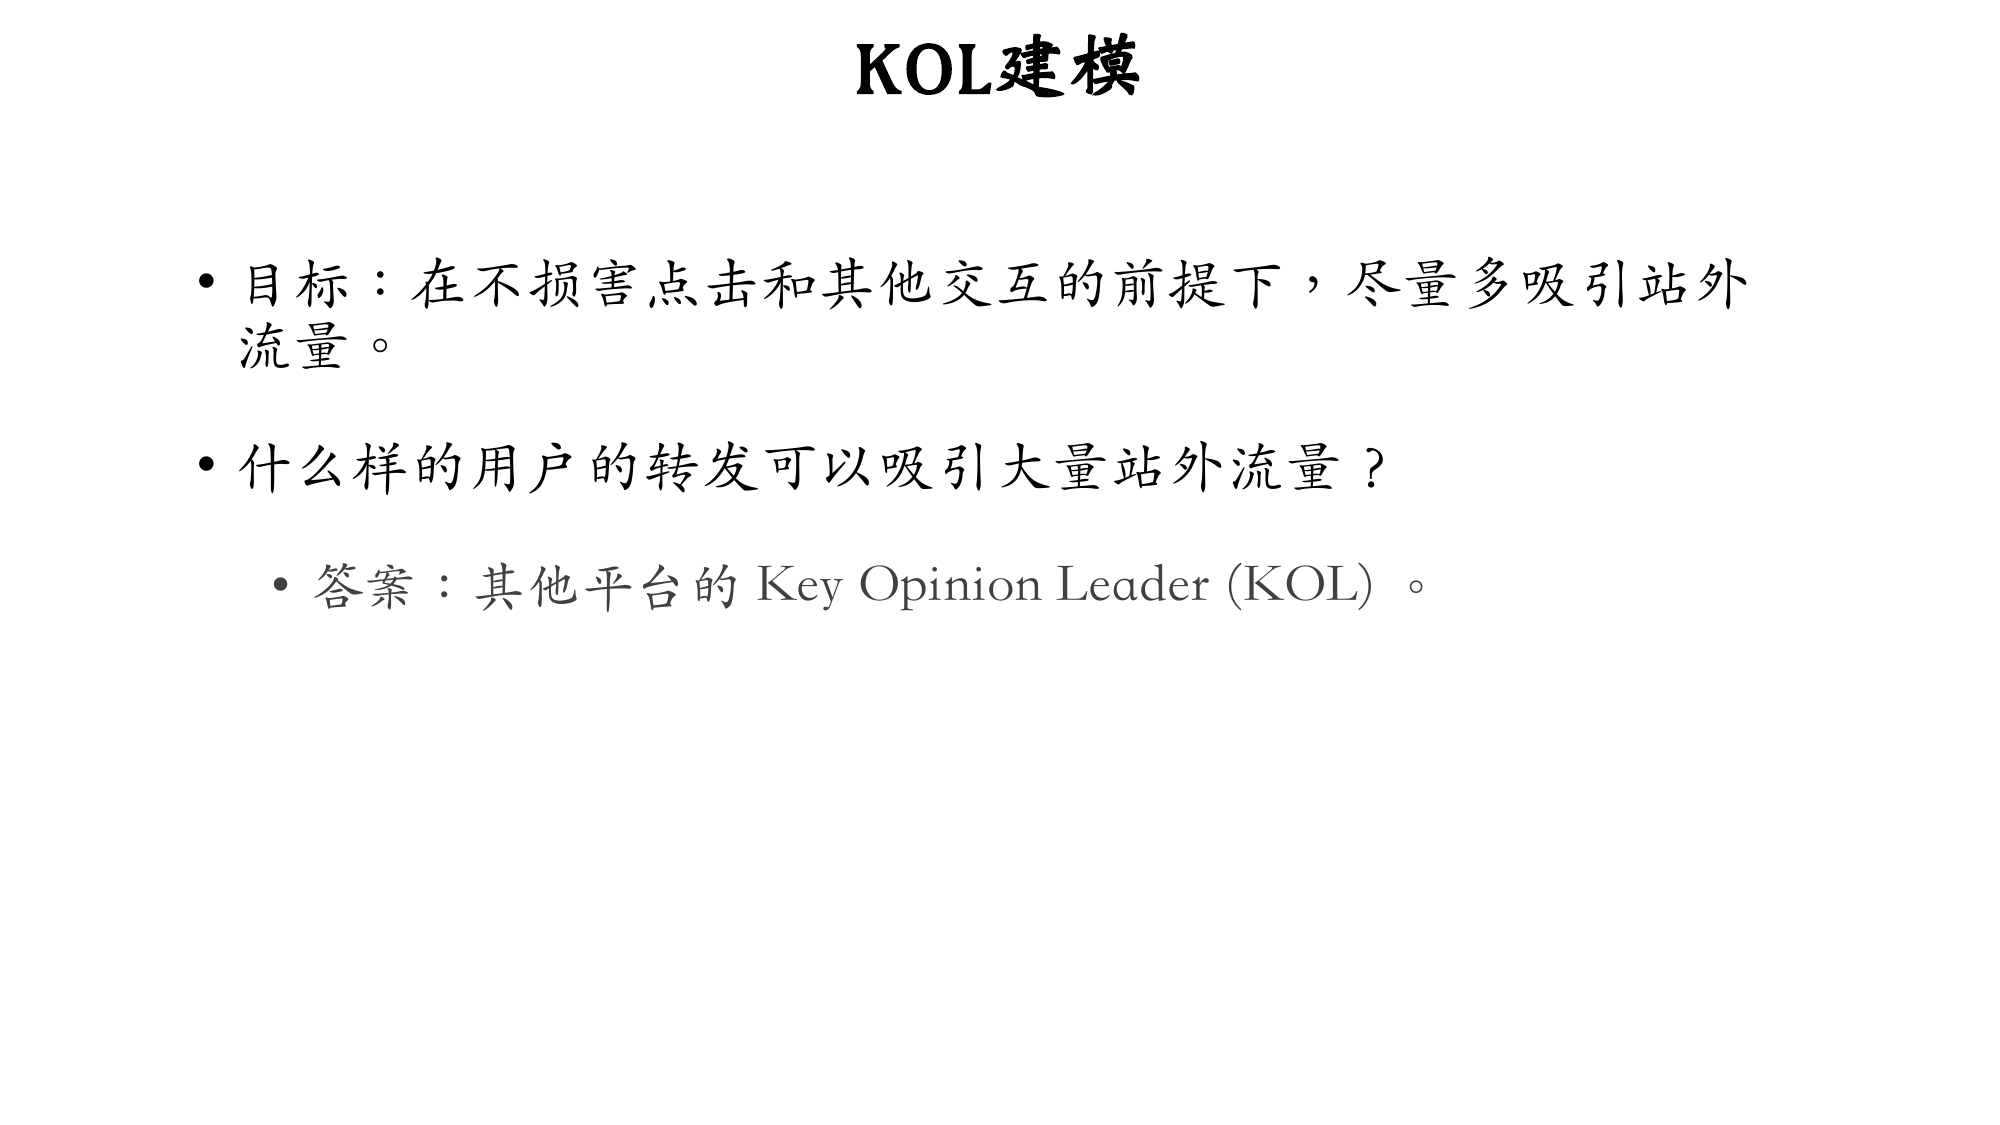 KOL建模
• 目标：在不损害点击和其他交互的前提下，尽量多吸引站外
流量。
• 什么样的用户的转发可以吸引大量站外流量？
• 答案：其他平台的 Key Opinion Leader (KOL) 。